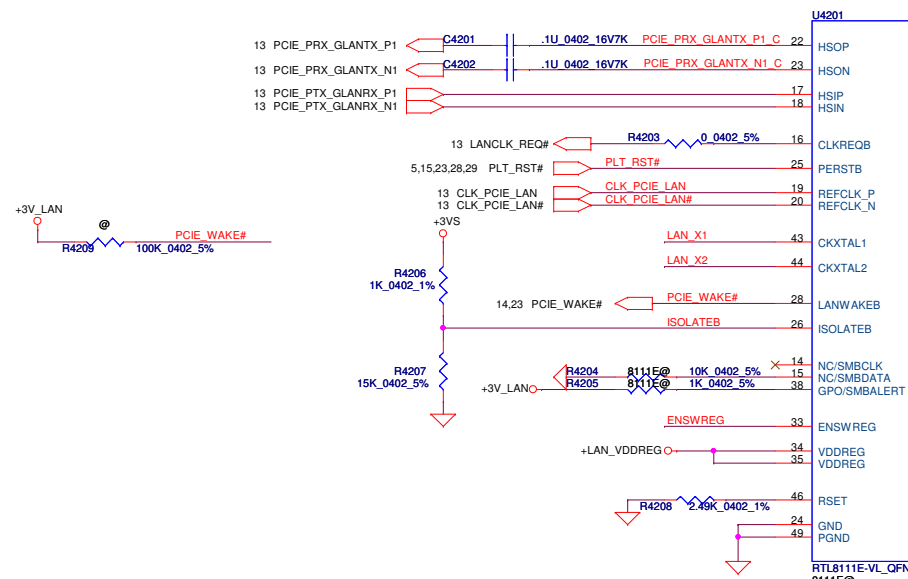 U4201
13 PCIE_PRX_GLANTX_P1 C4201 .1U_0402_16V7K PCIE_PRX_GLANTX_P1_C 22 HSOP
13 PCIE_PRX_GLANTX_N1 C4202 .1U_0402_16V7K PCIE_PRX_GLANTX_N1_C 23 HSON
13 PCIE_PTX_GLANRX_P1 17 HSIP
13 PCIE_PTX_GLANRX_N1 18 HSIN
13 LANCLK_REQ# R4203 0_0402_5% 16 CLKREQB
5,15,23,28,29 PLT_RST# PLT_RST# 25 PERSTB
13 CLK_PCIE_LAN CLK_PCIE_LAN 19 REFCLK_P
13 CLK_PCIE_LAN# CLK_PCIE_LAN# 20 REFCLK_N
+3V_LAN
+3VS
@
PCIE_WAKE#
R4209 100K_0402_5%
LAN_X1 43 CKXTAL1
LAN_X2 44 CKXTAL2
R4206
1K_0402_1%
14,23 PCIE_WAKE# PCIE_WAKE# 28 LANWAKEB
ISOLATEB 26 ISOLATEB
14 NC/SMBCLK
R4207
15K_0402_5%
R4204 8111E@ 10K_0402_5% 15 NC/SMBDATA
+3V_LAN R4205 8111E@ 1K_0402_5% 38 GPO/SMBALERT
ENSWREG 33 ENSWREG
+LAN_VDDREG 34 VDDREG
35 VDDREG
R4208 2.49K_0402_1% 46 RSET
24 GND
49 PGND
RTL8111E-VL_QFN
8111E@